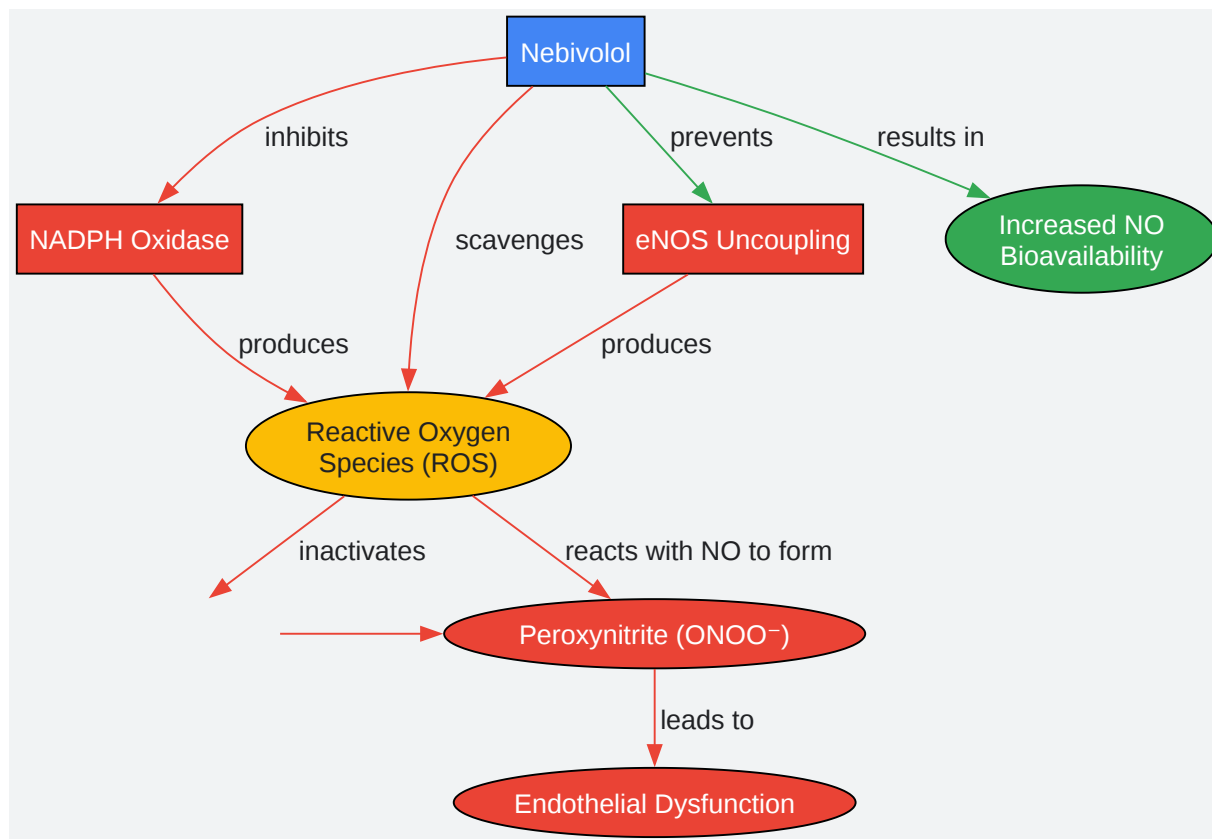 Nebivolol
inhibits
prevents
results in
NADPH Oxidase
scavenges
eNOS Uncoupling
Increased NO
Bioavailability
produces
produces
Reactive Oxygen
Species (ROS)
inactivates
reacts with NO to form
Peroxynitrite (ONOO⁻)
leads to
Endothelial Dysfunction